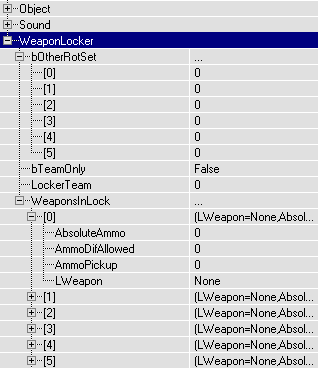 Object
Sound
WeaponLocker
bOtherRotSet ...
[0] 0
[1] 0
[2] 0
[3] 0
[4] 0
[5] 0
bTeamOnly False
LockerTeam 0
WeaponsInLock ...
[0] (LWeapon=None,Absol...
AbsoluteAmmo 0
AmmoDifAllowed 0
AmmoPickup 0
LWeapon None
[1] (LWeapon=None,Absol...
[2] (LWeapon=None,Absol...
[3] (LWeapon=None,Absol...
[4] (LWeapon=None,Absol...
[5] (LWeapon=None,Absol...